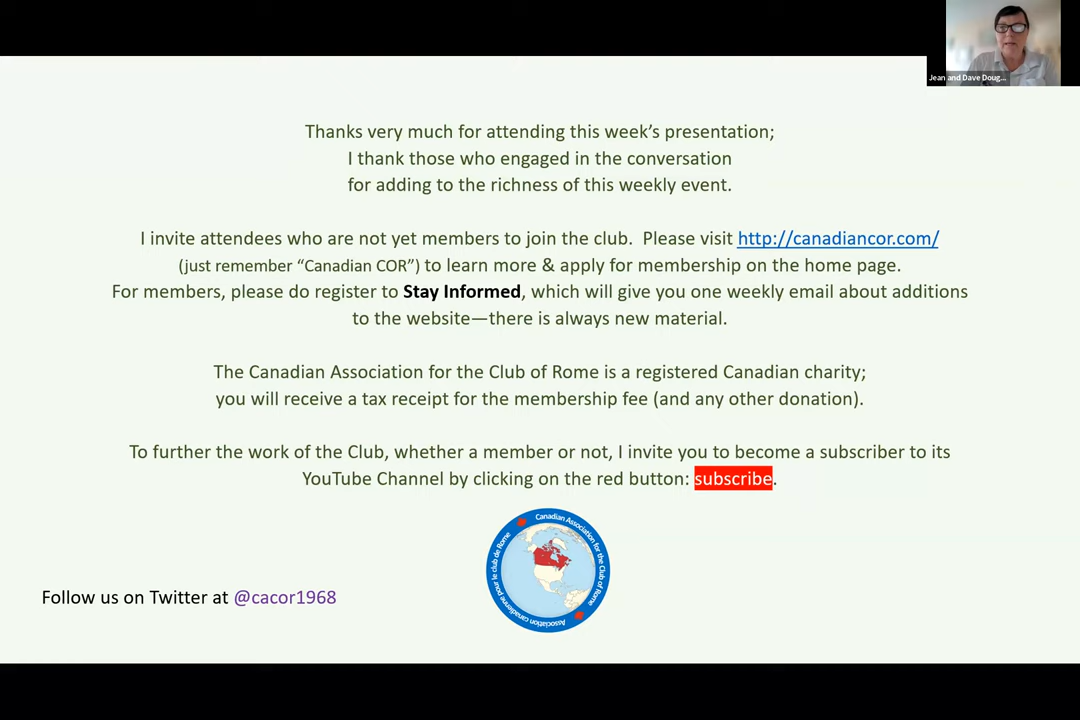 Jean and Dave Doug...
Thanks very much for attending this week's presentation;
I thank those who engaged in the conversation
for adding to the richness of this weekly event.
I invite attendees who are not yet members to join the club. Please visit http://canadiancor.com/
(just remember “Canadian COR”) to learn more & apply for membership on the home page.
For members, please do register to Stay Informed, which will give you one weekly email about additions
to the website—there is always new material.
The Canadian Association for the Club of Rome is a registered Canadian charity;
you will receive a tax receipt for the membership fee (and any other donation).
To further the work of the Club, whether a member or not, I invite you to become a subscriber to its
YouTube Channel by clicking on the red button: subscribe.
Canadian Association for the Club of Rome
Association canadienne pour le club de Rome
Follow us on Twitter at @cacor1968